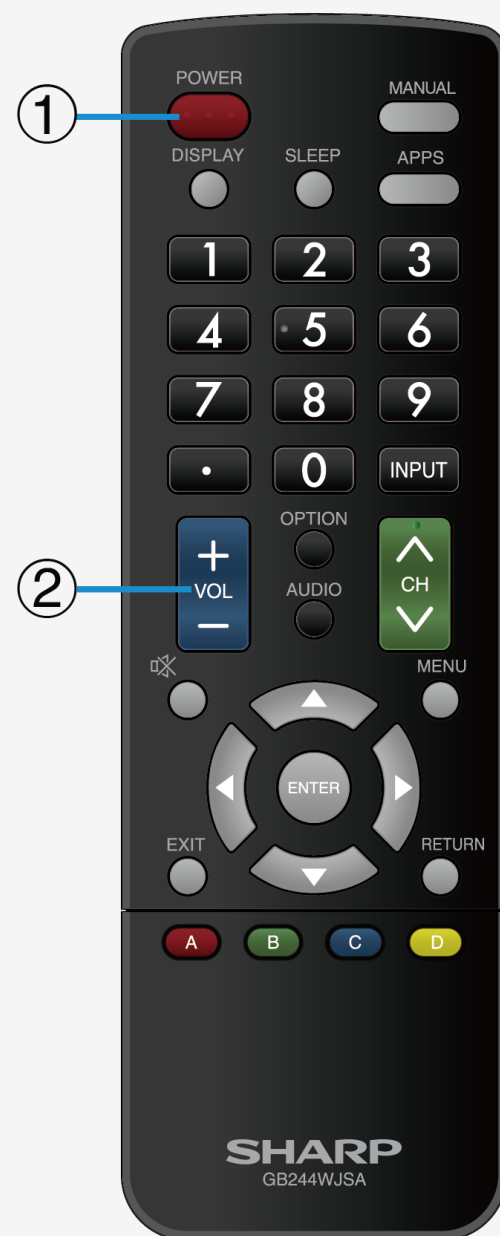 POWER
MANUAL
①
DISPLAY SLEEP APPS
1 2 3
4 5 6
7 8 9
• 0 INPUT
OPTION
+
VOL
−
②
AUDIO
CH
MENU
ENTER
EXIT
RETURN
A B C D
SHARP
GB244WJSA